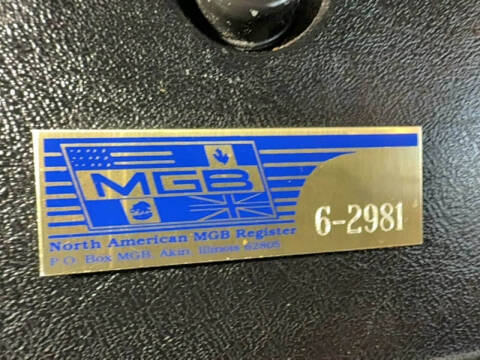 MGB
North American MGB Register
P.O. Box MGB, Akin, Illinois 62805
6-2981